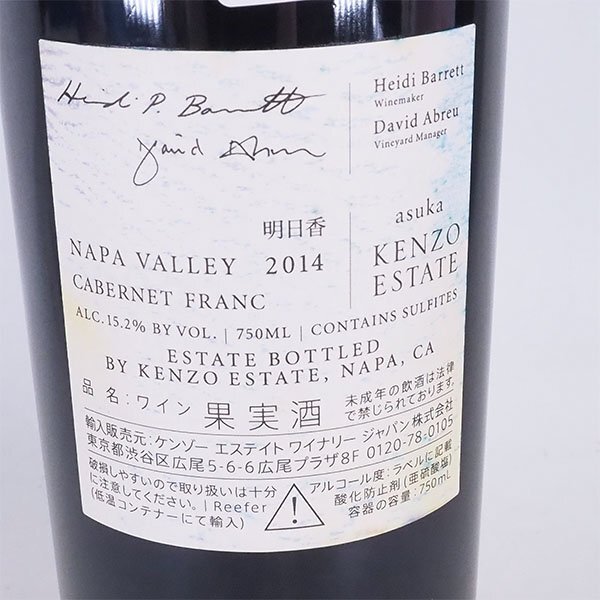 Heidi P. Barrett
David Abreu
Heidi Barrett
Winemaker
David Abreu
Vineyard Manager
明日香
NAPA VALLEY 2014
CABERNET FRANC
asuka
KENZO
ESTATE
ALC.15.2% BY VOL. | 750ML | CONTAINS SULFITES
ESTATE BOTTLED
BY KENZO ESTATE, NAPA, CA
品 名：ワイン 果実酒
未成年の飲酒は法律
で禁じられております。
輸入販売元：ケンゾー エステイト ワイナリー ジャパン株式会社
東京都渋谷区広尾5-6-6広尾プラザ8F 0120-78-0105
破損しやすいので取り扱いは十分
に注意してください。| Reefer
(低温コンテナーにて輸入)
アルコール度：ラベルに記載
酸化防止剤 (亜硫酸塩)
容器の容量：750mL